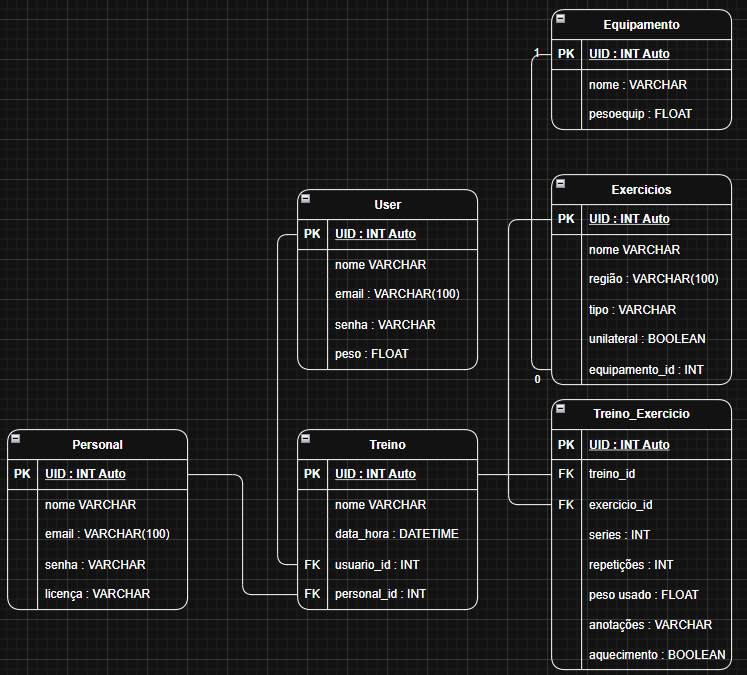 Equipamento
1
PK UID : INT Auto
nome : VARCHAR
pesoequip : FLOAT
Exercicios
PK UID : INT Auto
nome VARCHAR
região : VARCHAR(100)
tipo : VARCHAR
unilateral : BOOLEAN
equipamento_id : INT
0
User
PK UID : INT Auto
nome VARCHAR
email : VARCHAR(100)
senha : VARCHAR
peso : FLOAT
Personal
PK UID : INT Auto
nome VARCHAR
email : VARCHAR(100)
senha : VARCHAR
licença : VARCHAR
Treino
PK UID : INT Auto
nome VARCHAR
data_hora : DATETIME
FK usuario_id : INT
FK personal_id : INT
Treino_Exercicio
PK UID : INT Auto
FK treino_id
FK exercicio_id
series : INT
repetições : INT
peso usado : FLOAT
anotações : VARCHAR
aquecimento : BOOLEAN